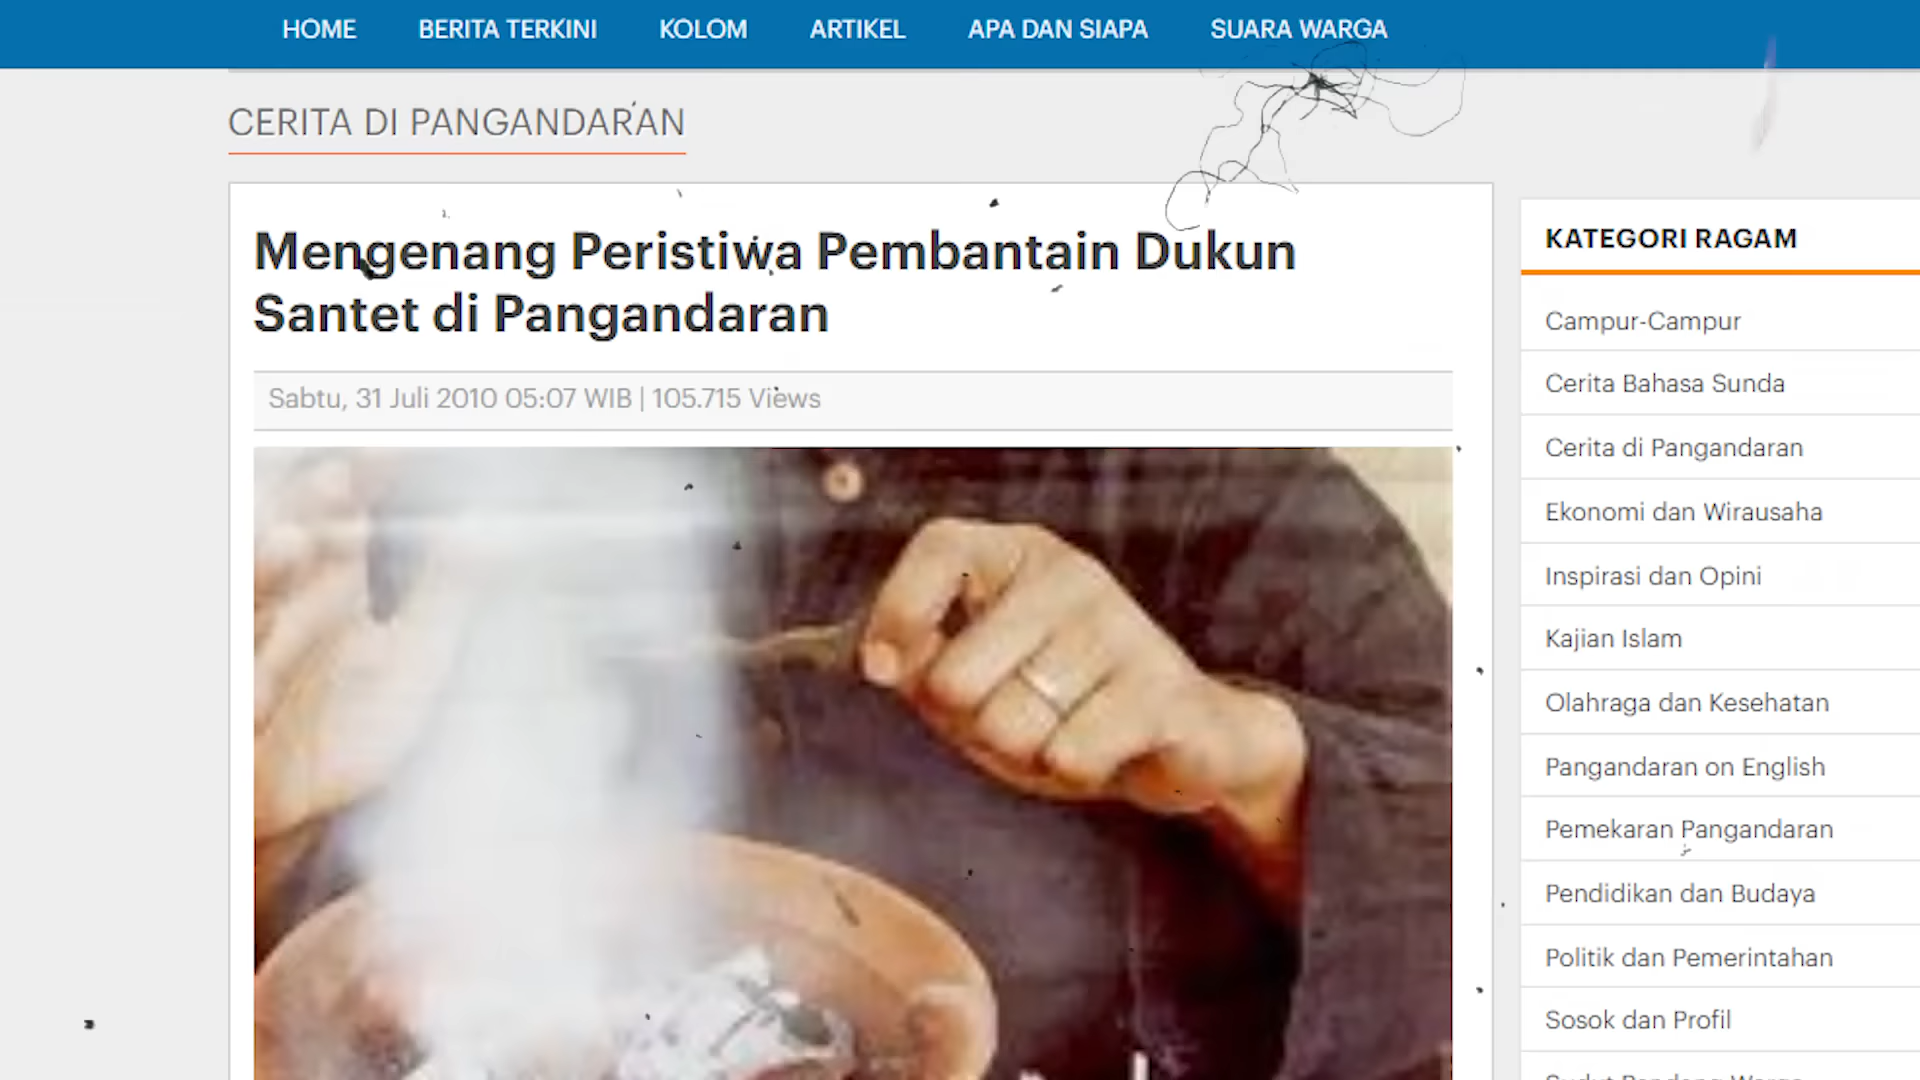 HOME BERITA TERKINI KOLOM ARTIKEL APA DAN SIAPA SUARA WARGA
CERITA DI PANGANDARAN
Mengenang Peristiwa Pembantain Dukun
Santet di Pangandaran
Sabtu, 31 Juli 2010 05:07 WIB | 105.715 Views
KATEGORI RAGAM
Campur-Campur
Cerita Bahasa Sunda
Cerita di Pangandaran
Ekonomi dan Wirausaha
Inspirasi dan Opini
Kajian Islam
Olahraga dan Kesehatan
Pangandaran on English
Pemekaran Pangandaran
Pendidikan dan Budaya
Politik dan Pemerintahan
Sosok dan Profil